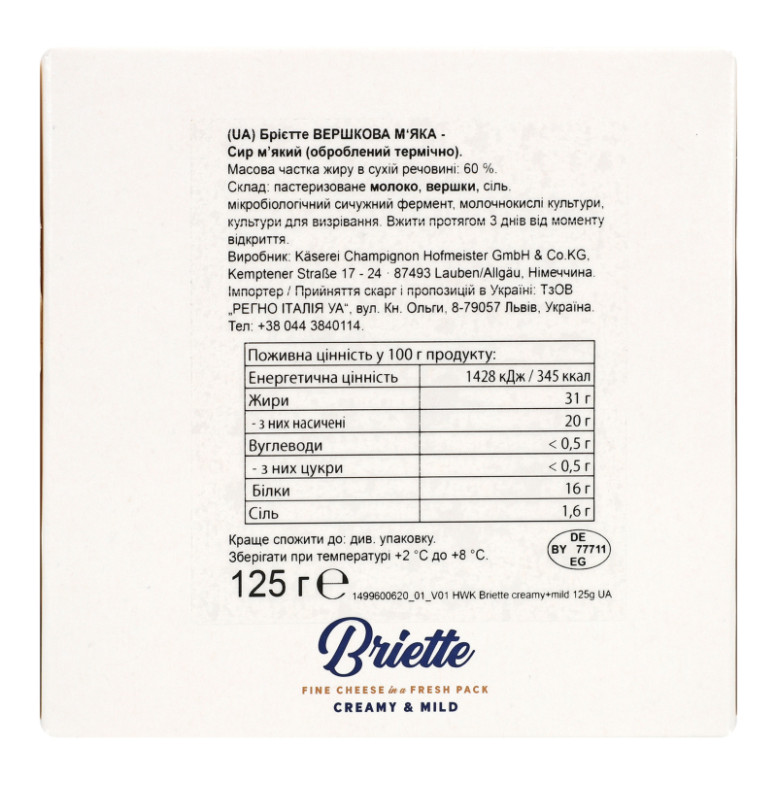 (UA) Брієтте ВЕРШКОВА М'ЯКА -
Сир м'який (оброблений термічно).
Масова частка жиру в сухій речовині: 60 %.
Склад: пастеризоване молоко, вершки, сіль.
мікробіологічний сичужний фермент, молочнокислі культури,
культури для визрівання. Вжити протягом 3 днів від моменту
відкриття.
Виробник: Käserei Champignon Hofmeister GmbH & Co.KG,
Kemptener Straße 17 - 24 · 87493 Lauben/Allgäu, Німеччина.
Імпортер / Прийняття скарг і пропозицій в Україні: ТзОВ
„РЕГНО ІТАЛІЯ УА“, вул. Кн. Ольги, 8-79057 Львів, Україна.
Тел: +38 044 3840114.
Поживна цінність у 100 г продукту:
Енергетична цінність 1428 кДж / 345 ккал
Жири 31 г
- з них насичені 20 г
Вуглеводи < 0,5 г
- з них цукри < 0,5 г
Білки 16 г
Сіль 1,6 г
Краще спожити до: див. упаковку.
Зберігати при температурі +2 °C до +8 °C.
DE
BY 77711
EG
125 г ℮ 1499600620_01_V01 HWK Briette creamy+mild 125g UA
Briette
FINE CHEESE in a FRESH PACK
CREAMY & MILD